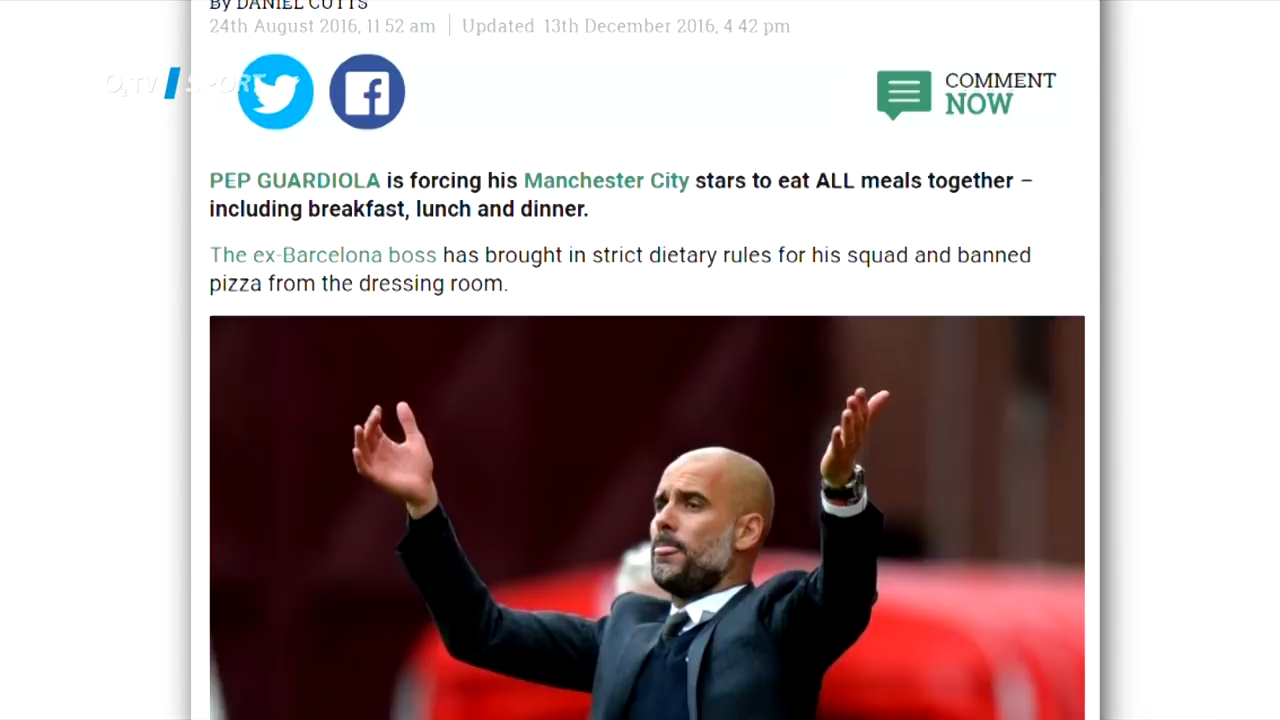 By DANIEL CUTTS
24th August 2016, 11 52 am | Updated 13th December 2016, 4 42 pm
QTV / SPORT
COMMENT
NOW
PEP GUARDIOLA is forcing his Manchester City stars to eat ALL meals together –
including breakfast, lunch and dinner.
The ex-Barcelona boss has brought in strict dietary rules for his squad and banned
pizza from the dressing room.